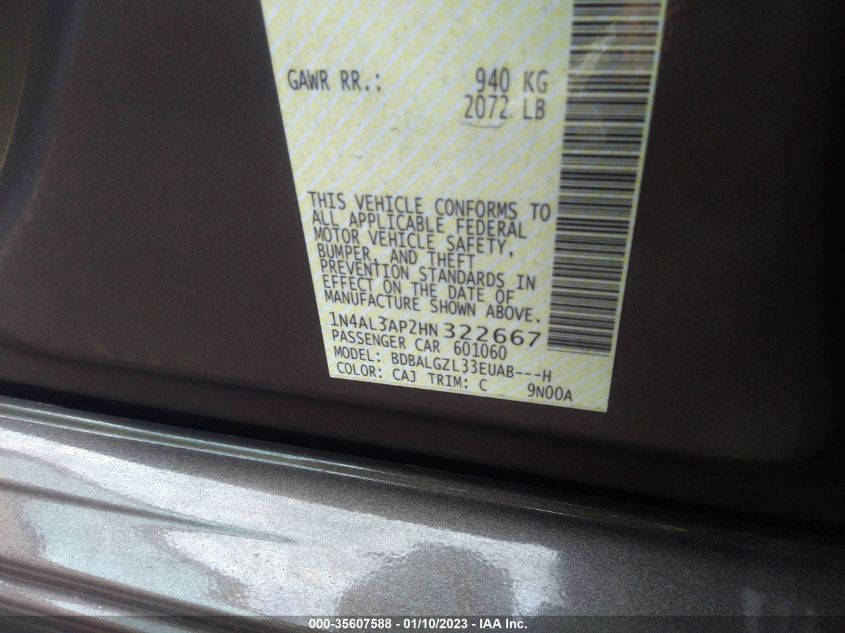 GAWR RR.: 940 KG
2072 LB
THIS VEHICLE CONFORMS TO
ALL APPLICABLE FEDERAL
MOTOR VEHICLE SAFETY,
BUMPER, AND THEFT
PREVENTION STANDARDS IN
EFFECT ON THE DATE OF
MANUFACTURE SHOWN ABOVE.
1N4AL3AP2HN322667
PASSENGER CAR 601060
MODEL: BDBALGZL33EUAB---H
COLOR: CAJ TRIM: C 9N00A
000-35607588 - 01/10/2023 - IAA Inc.